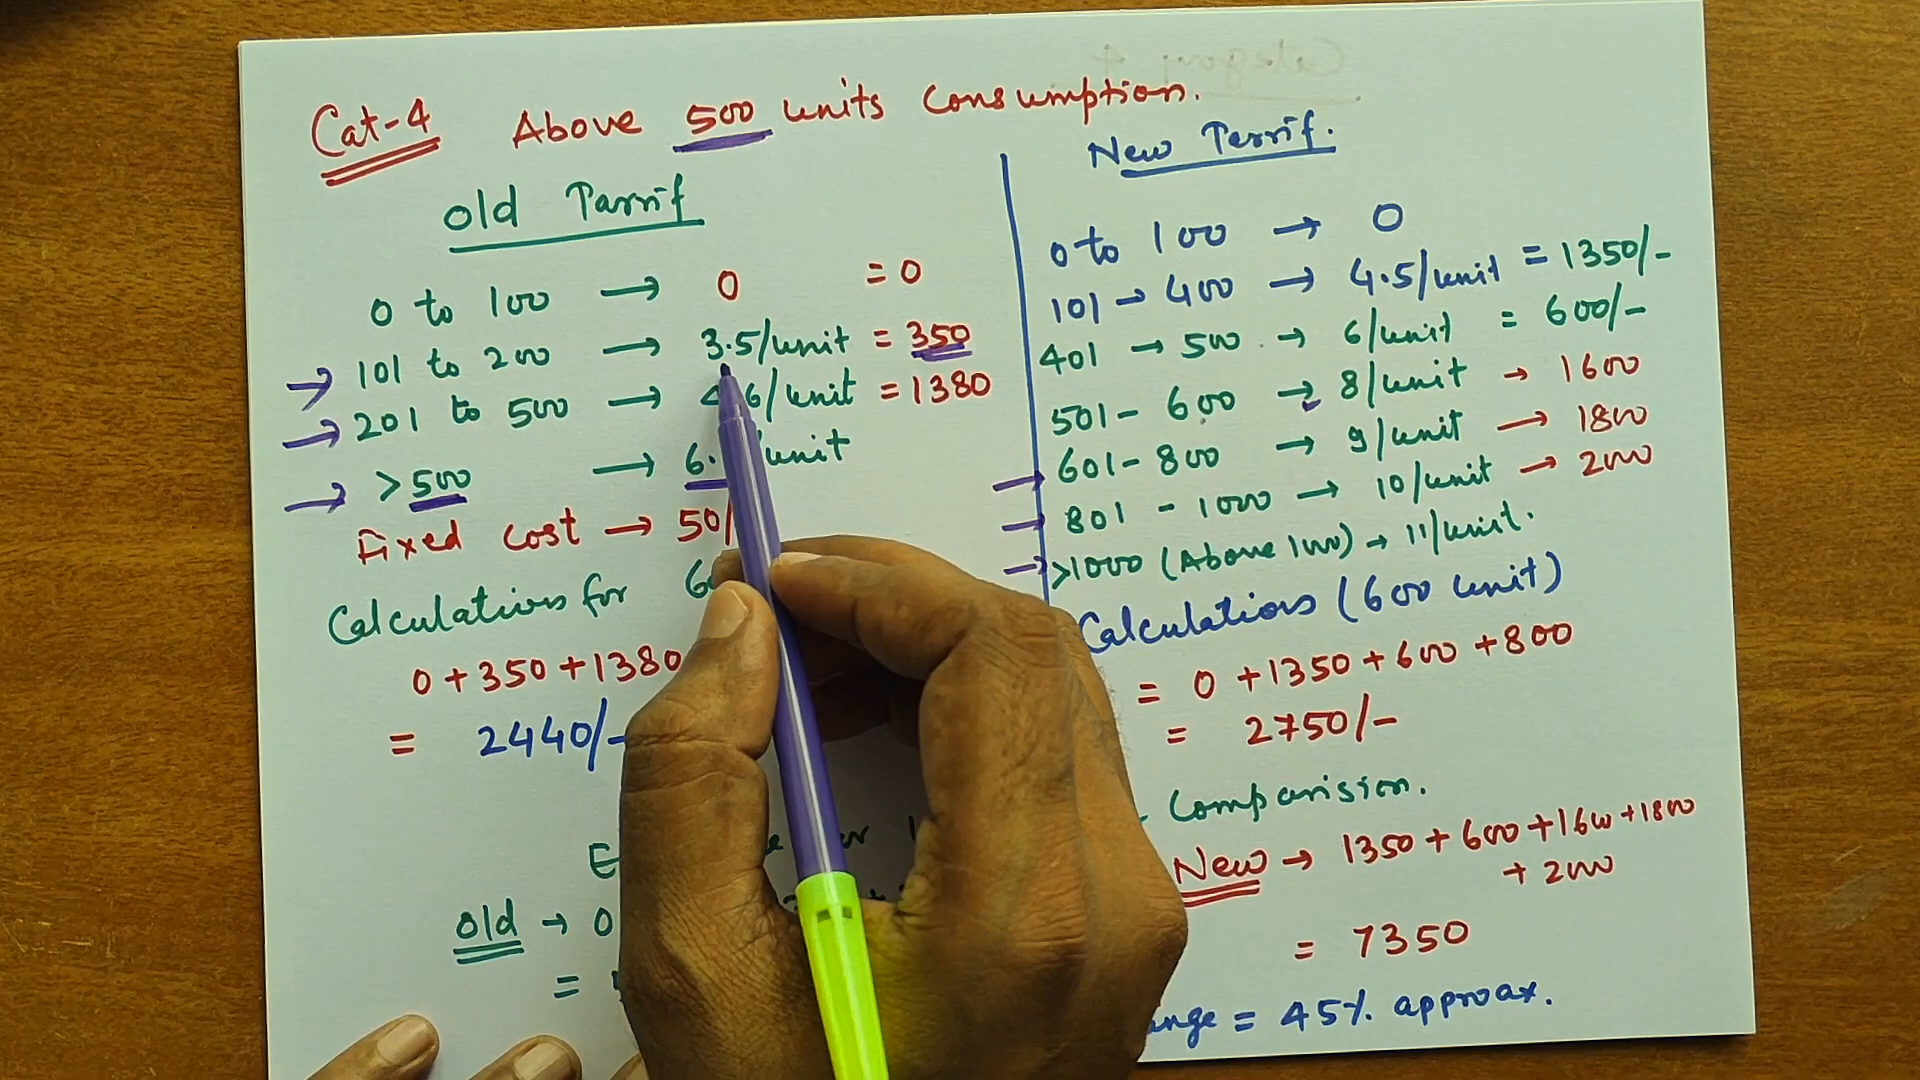 Cat-4 Above 500 units Consumption.
Old Tarrif
0 to 100 → 0 = 0
→ 101 to 200 → 3.5/unit = 350
→ 201 to 500 → 4.6/unit = 1380
→ >500 → 6. /unit
Fixed cost → 50/
Calculations for
0 + 350 + 1380
= 2440/-
Old → 0
=
New Tarrif.
0 to 100 → 0
101 → 400 → 4.5/unit = 1350/-
401 → 500 → 6/unit = 600/-
501 - 600 → 8/unit → 1600
→ 601 - 800 → 9/unit → 1800
→ 801 - 1000 → 10/unit → 2000
→ >1000 (Above 1000) → 11/unit.
Calculations (600 unit)
= 0 + 1350 + 600 + 800
= 2750/-
Comparision.
New → 1350 + 600 + 1600 + 1800
+ 2000
= 7350
= 45% approax.